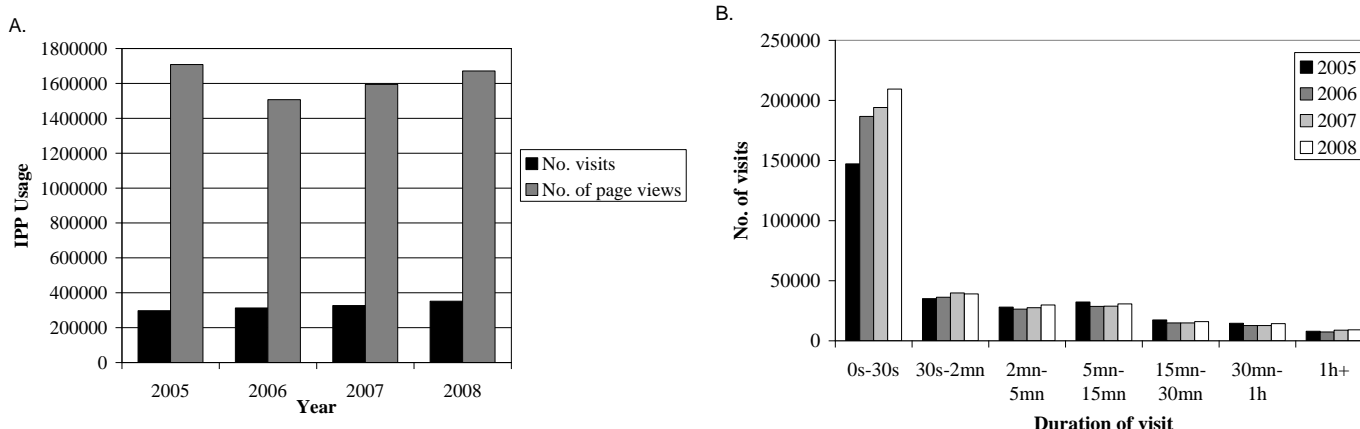 A.
1800000
1600000
1400000
1200000
1000000
800000
600000
400000
200000
0
IPP Usage
2005 2006 2007 2008
Year
No. visits
No. of page views
B.
250000
200000
150000
100000
50000
0
No. of visits
2005
2006
2007
2008
0s-30s 30s-2mn 2mn- 5mn- 15mn- 30mn- 1h+
5mn 15mn 30mn 1h
Duration of visit